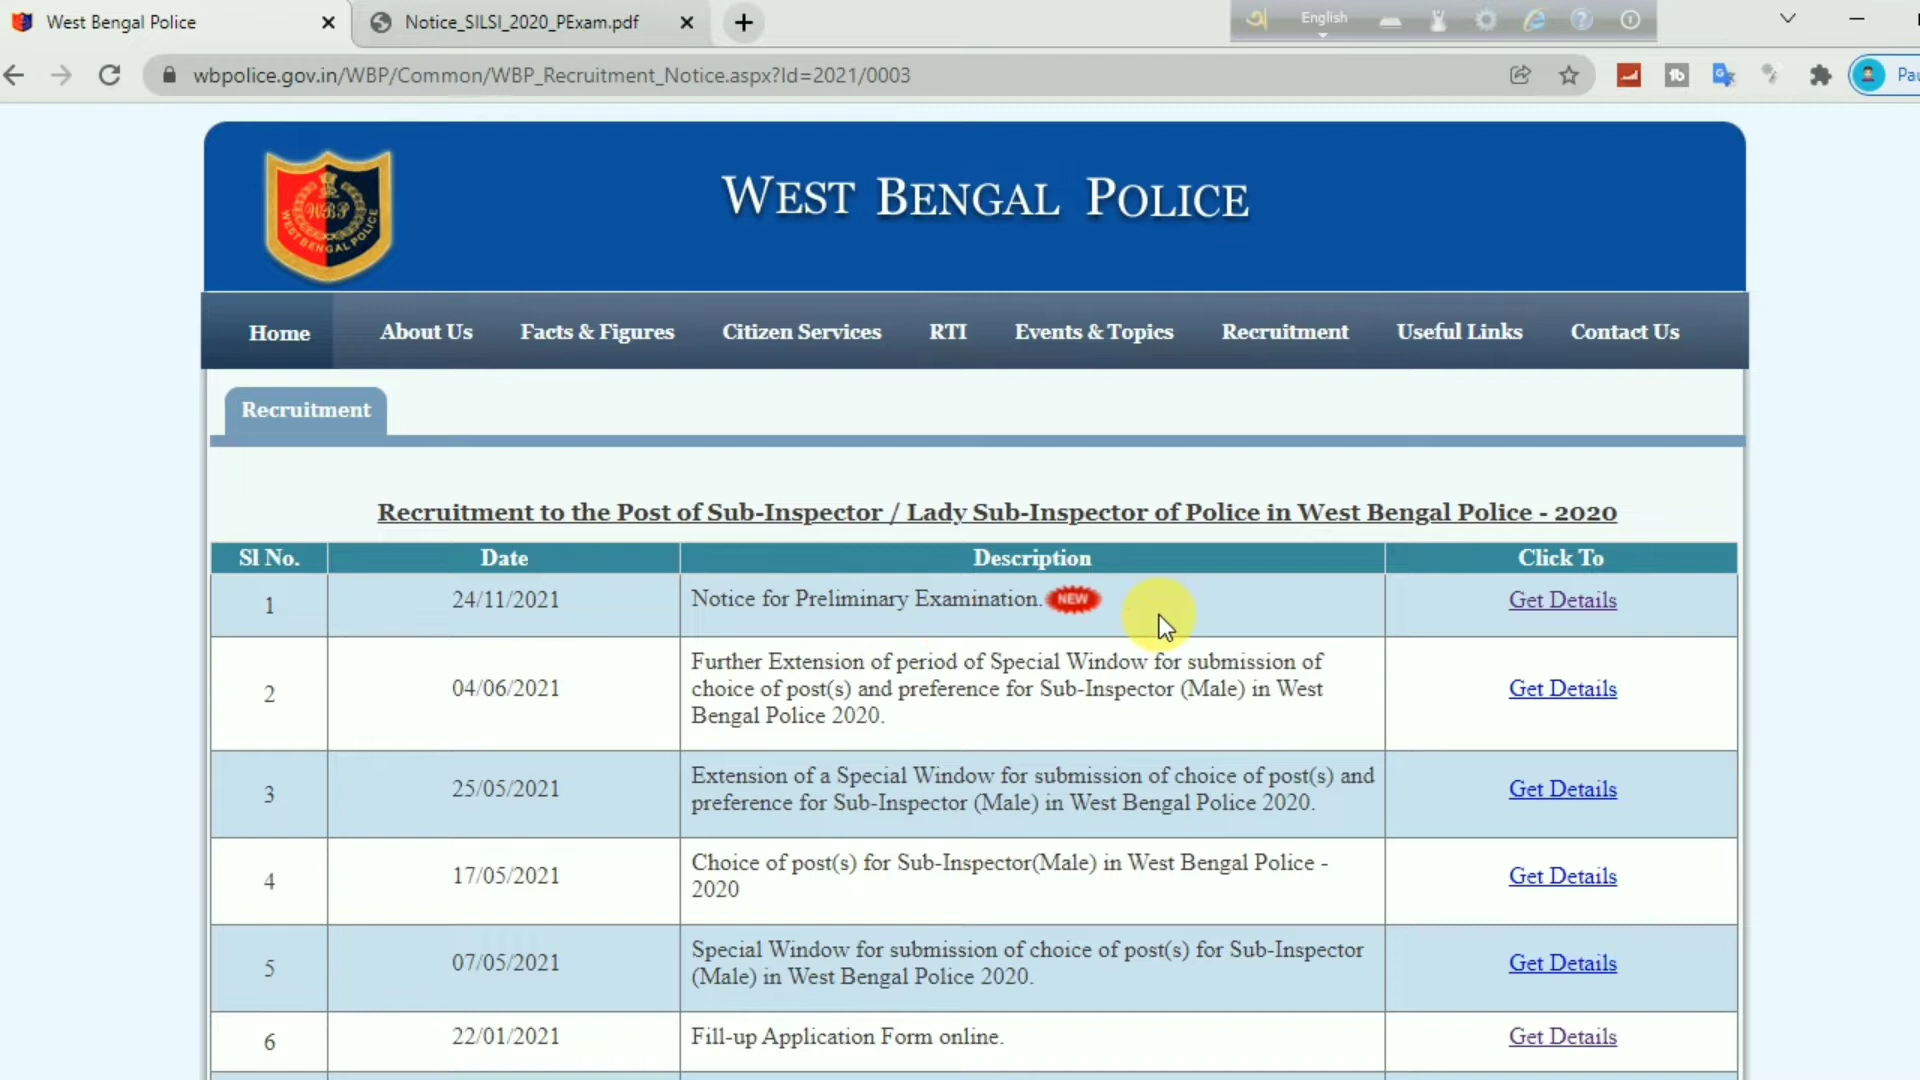 West Bengal Police
Notice_SILSI_2020_PExam.pdf
English
wbpolice.gov.in/WBP/Common/WBP_Recruitment_Notice.aspx?Id=2021/0003
WBP
WEST BENGAL POLICE
West Bengal Police
Home About Us Facts & Figures Citizen Services RTI Events & Topics Recruitment Useful Links Contact Us
Recruitment
Recruitment to the Post of Sub-Inspector / Lady Sub-Inspector of Police in West Bengal Police - 2020
Sl No. Date Description Click To
1 24/11/2021 Notice for Preliminary Examination. NEW Get Details
Further Extension of period of Special Window for submission of
2 04/06/2021 choice of post(s) and preference for Sub-Inspector (Male) in West Get Details
Bengal Police 2020.
3 25/05/2021 Extension of a Special Window for submission of choice of post(s) and Get Details
preference for Sub-Inspector (Male) in West Bengal Police 2020.
4 17/05/2021 Choice of post(s) for Sub-Inspector(Male) in West Bengal Police - Get Details
2020
5 07/05/2021 Special Window for submission of choice of post(s) for Sub-Inspector Get Details
(Male) in West Bengal Police 2020.
6 22/01/2021 Fill-up Application Form online. Get Details